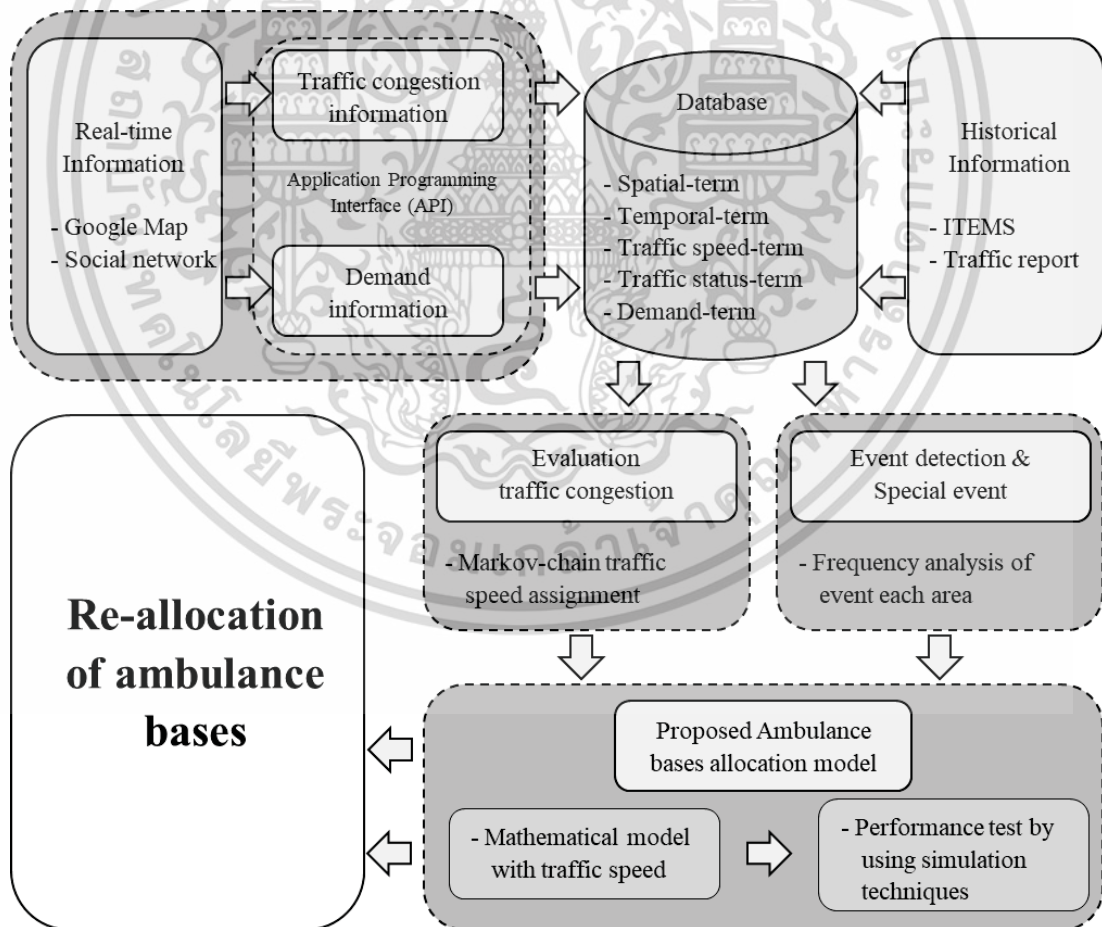 Real-time
Information
- Google Map
- Social network
Traffic congestion
information
Application Programming
Interface (API)
Demand
information
Database
- Spatial-term
- Temporal-term
- Traffic speed-term
- Traffic status-term
- Demand-term
Historical
Information
- ITEMS
- Traffic report
Evaluation
traffic congestion
- Markov-chain traffic
speed assignment
Event detection &
Special event
- Frequency analysis of
event each area
Re-allocation
of ambulance
bases
Proposed Ambulance
bases allocation model
- Mathematical model
with traffic speed
- Performance test by
using simulation
techniques